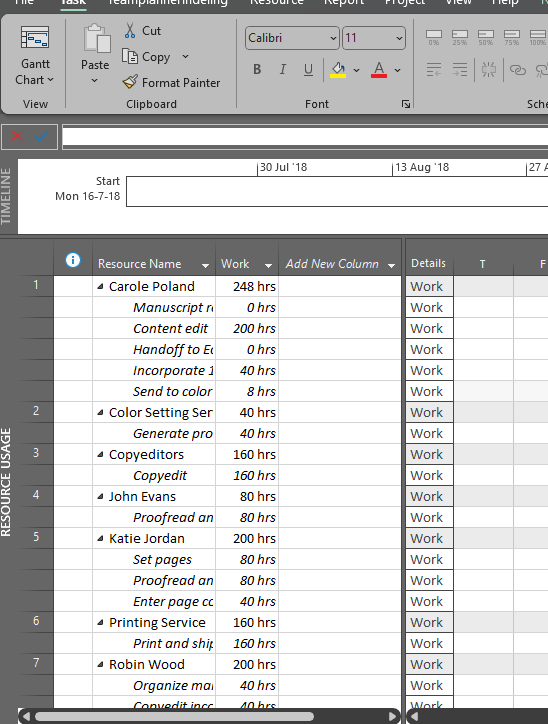 File Task Teamplannerindeling Resource Report Project View Help
Gantt Chart
Paste
Cut
Copy
Format Painter
Calibri 11
B I U A
0% 25% 50% 75% 100%
View Clipboard Font Sche
TIMELINE
Start
Mon 16-7-18
30 Jul '18 13 Aug '18 27 A
RESOURCE USAGE
Resource Name Work Add New Column Details T F
1 Carole Poland 248 hrs Work
Manuscript r 0 hrs Work
Content edit 200 hrs Work
Handoff to Ec 0 hrs Work
Incorporate 1 40 hrs Work
Send to color 8 hrs Work
2 Color Setting Ser 40 hrs Work
Generate pro 40 hrs Work
3 Copyeditors 160 hrs Work
Copyedit 160 hrs Work
4 John Evans 80 hrs Work
Proofread an 80 hrs Work
5 Katie Jordan 200 hrs Work
Set pages 80 hrs Work
Proofread an 80 hrs Work
Enter page cc 40 hrs Work
6 Printing Service 160 hrs Work
Print and ship 160 hrs Work
7 Robin Wood 200 hrs Work
Organize mai 40 hrs Work
Copyedit inco 40 hrs Work